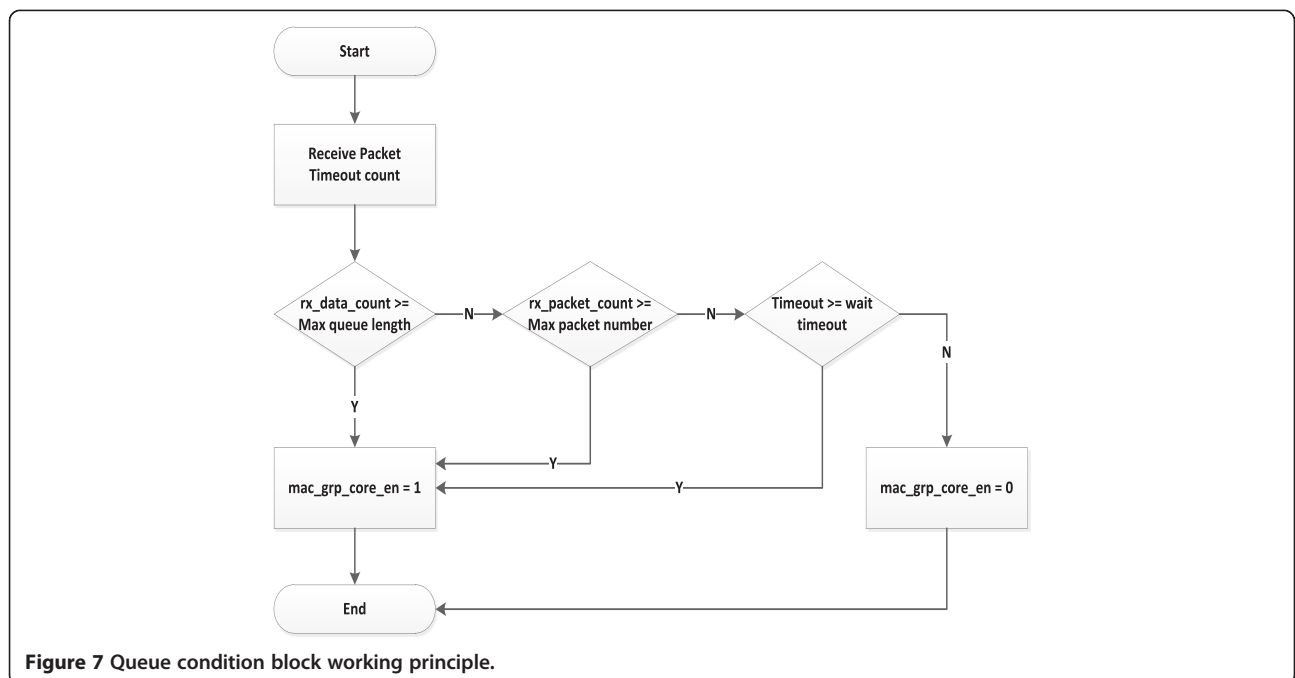 Start
Receive Packet
Timeout count
rx_data_count >=
Max queue length
N
rx_packet_count >=
Max packet number
N
Timeout >= wait
timeout
N
Y
Y
Y
mac_grp_core_en = 1
mac_grp_core_en = 0
End
Figure 7 Queue condition block working principle.